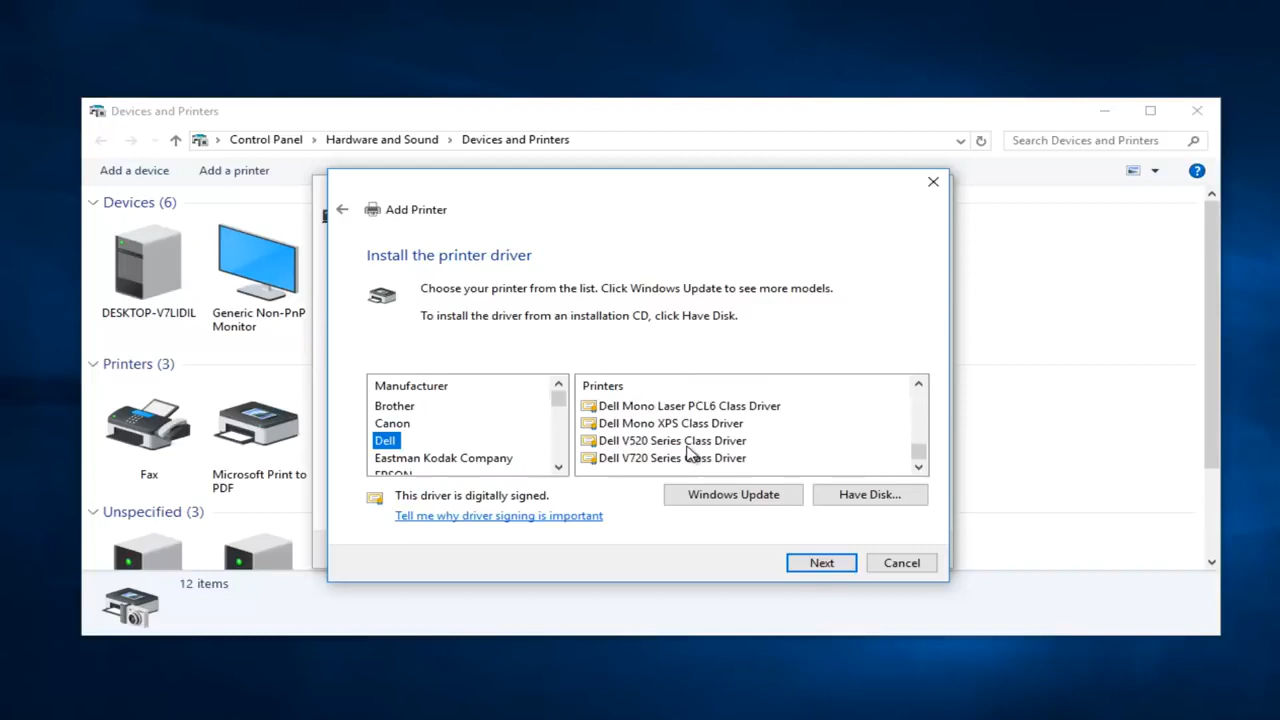 Devices and Printers
Control Panel > Hardware and Sound > Devices and Printers
Search Devices and Printers
Add a device
Add a printer
?
Devices (6)
DESKTOP-V7LIDIL
Generic Non-PnP
Monitor
Printers (3)
Fax
Microsoft Print to
PDF
Unspecified (3)
12 items
Add Printer
Install the printer driver
Choose your printer from the list. Click Windows Update to see more models.
To install the driver from an installation CD, click Have Disk.
Manufacturer
Brother
Canon
Dell
Eastman Kodak Company
EPSON
Printers
Dell Mono Laser PCL6 Class Driver
Dell Mono XPS Class Driver
Dell V520 Series Class Driver
Dell V720 Series Class Driver
This driver is digitally signed.
Tell me why driver signing is important
Windows Update
Have Disk...
Next
Cancel